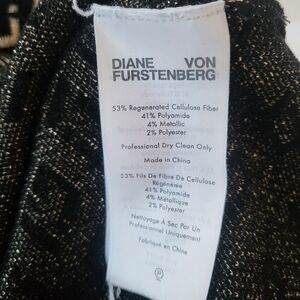 DIANE VON
FURSTENBERG
53% Regenerated Cellulose Fiber
41% Polyamide
4% Metallic
2% Polyester
Professional Dry Clean Only
Made in China
53% Fils De Fibre De Cellulose
Régénérée
41% Polyamide
4% Métallique
2% Polyester
Nettoyage À Sec Par Un
Professionnel Uniquement
Fabriqué en Chine